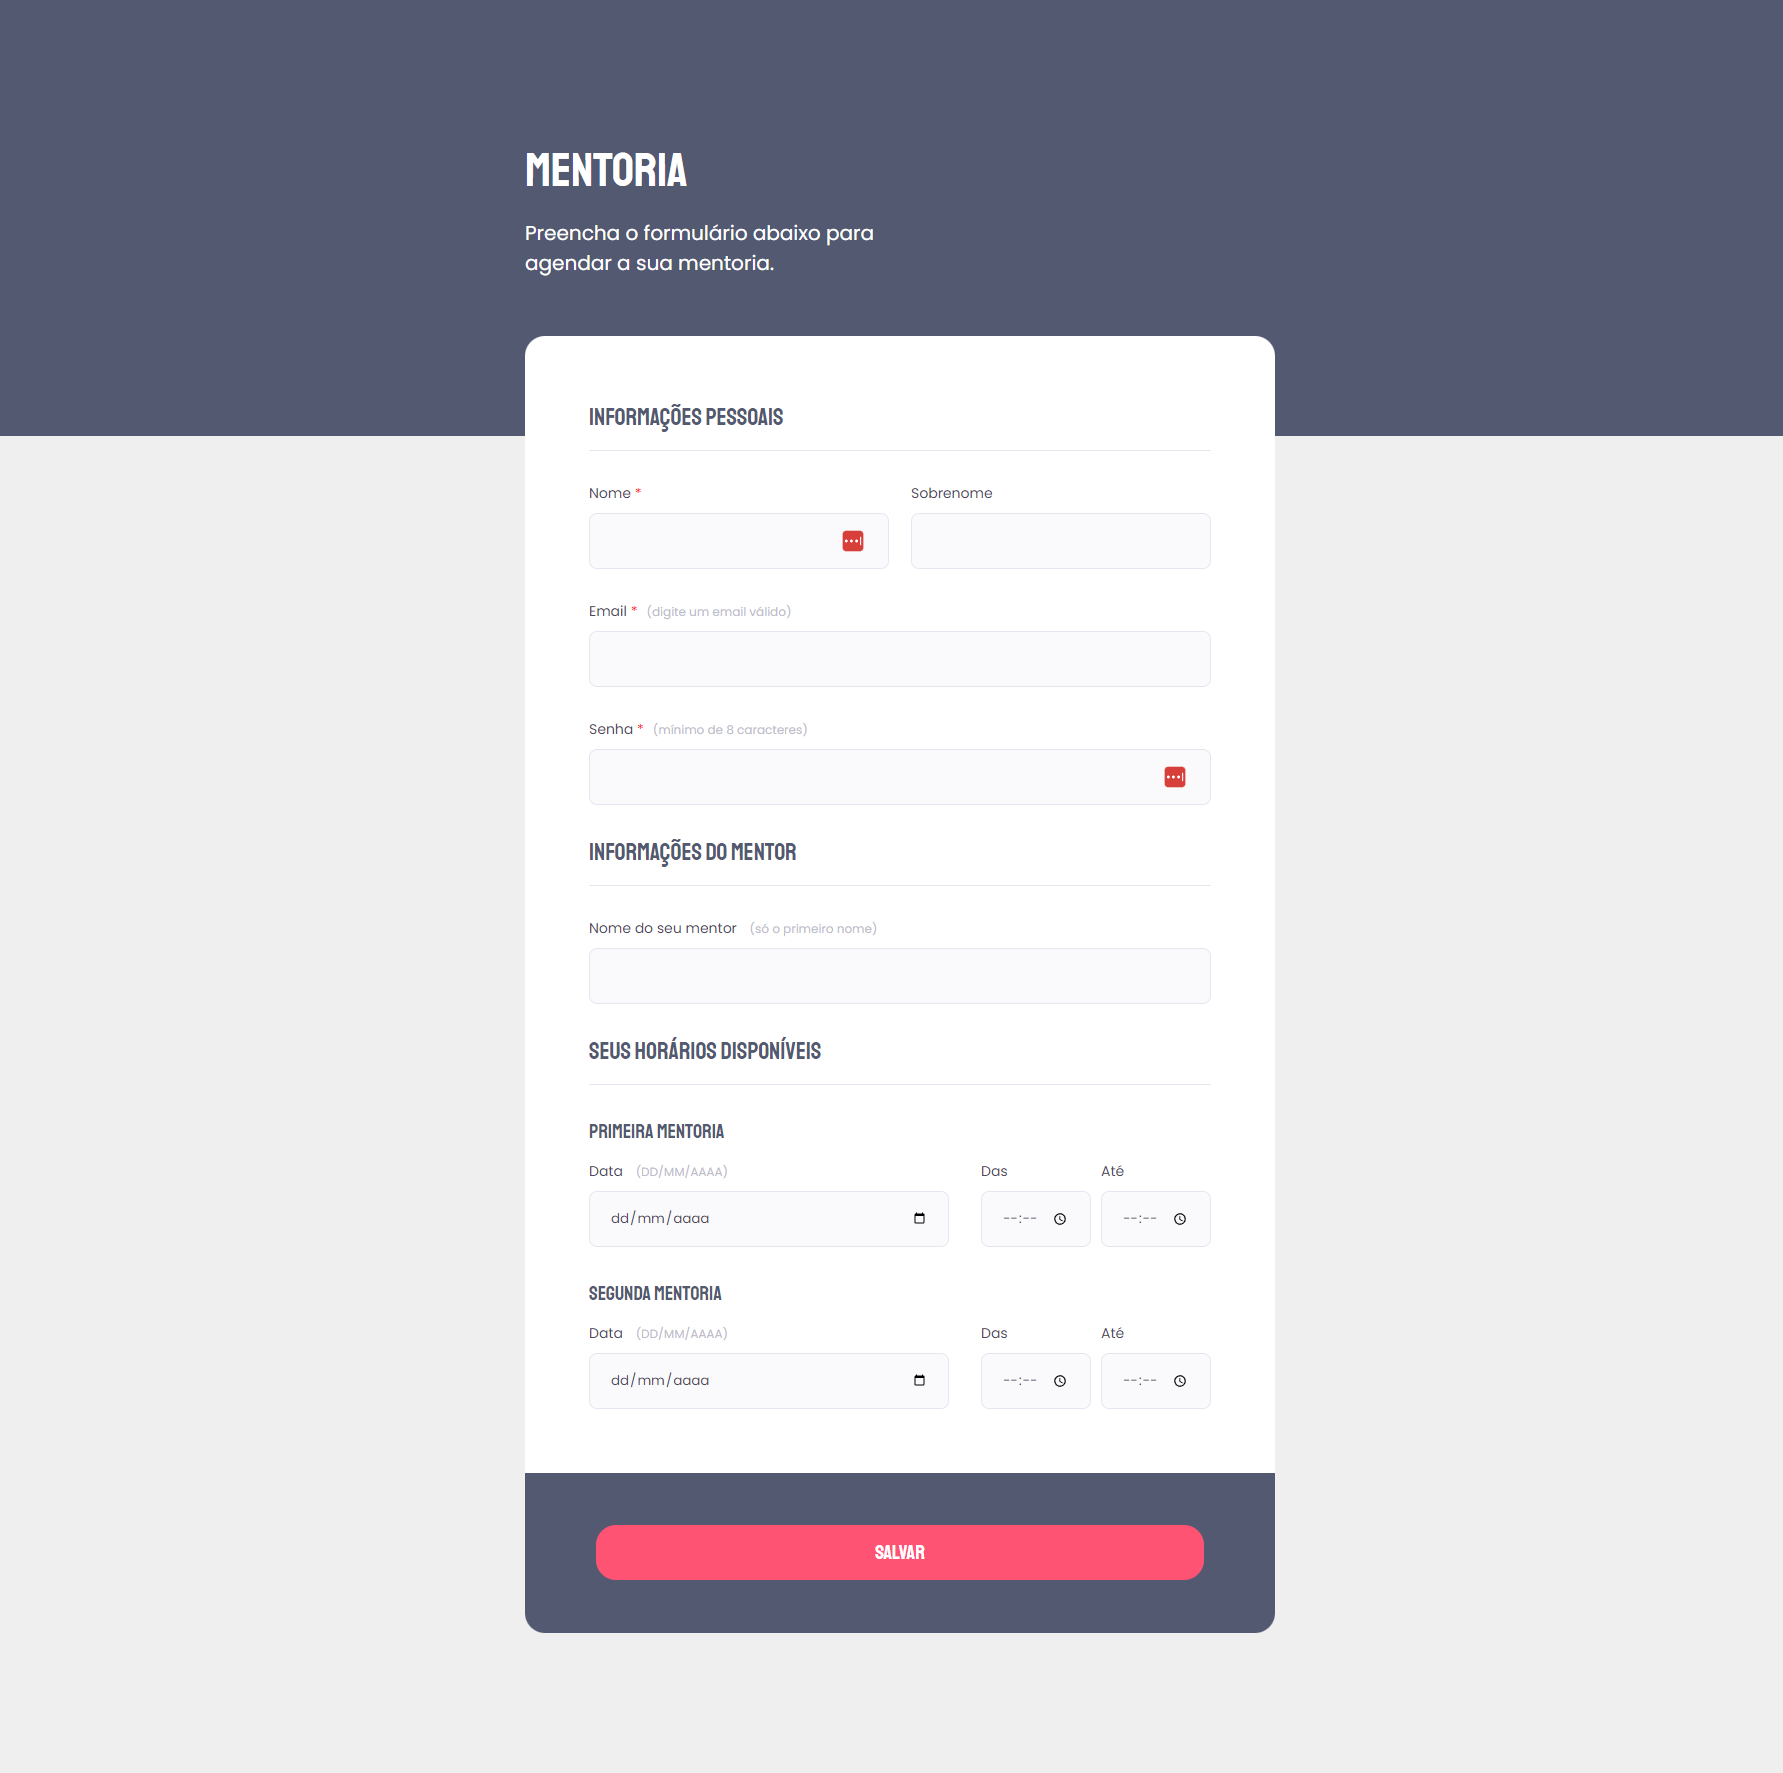 MENTORIA
Preencha o formulário abaixo para
agendar a sua mentoria.
INFORMAÇÕES PESSOAIS
Nome * Sobrenome
Email * (digite um email válido)
Senha * (mínimo de 8 caracteres)
INFORMAÇÕES DO MENTOR
Nome do seu mentor (só o primeiro nome)
SEUS HORÁRIOS DISPONÍVEIS
PRIMEIRA MENTORIA
Data (DD/MM/AAAA) Das Até
dd/mm/aaaa --:-- --:--
SEGUNDA MENTORIA
Data (DD/MM/AAAA) Das Até
dd/mm/aaaa --:-- --:--
SALVAR